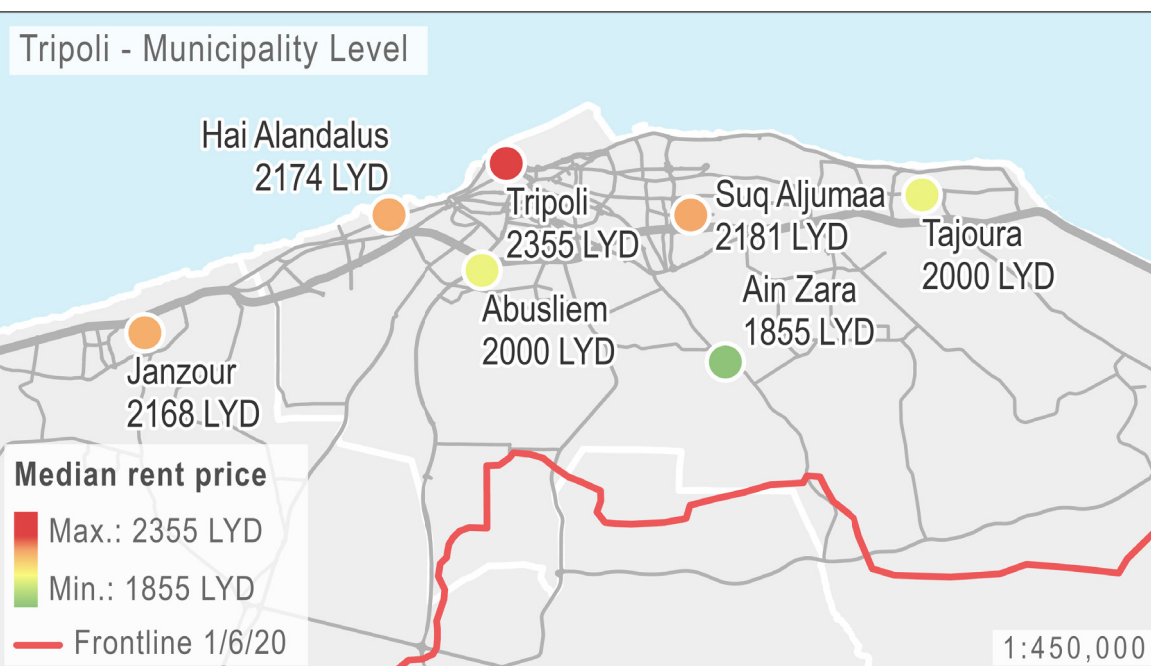 Tripoli - Municipality Level
Hai Alandalus
2174 LYD
Tripoli
2355 LYD
Suq Aljumaa
2181 LYD
Tajoura
2000 LYD
Abusliem
2000 LYD
Ain Zara
1855 LYD
Janzour
2168 LYD
Median rent price
Max.: 2355 LYD
Min.: 1855 LYD
Frontline 1/6/20
1:450,000